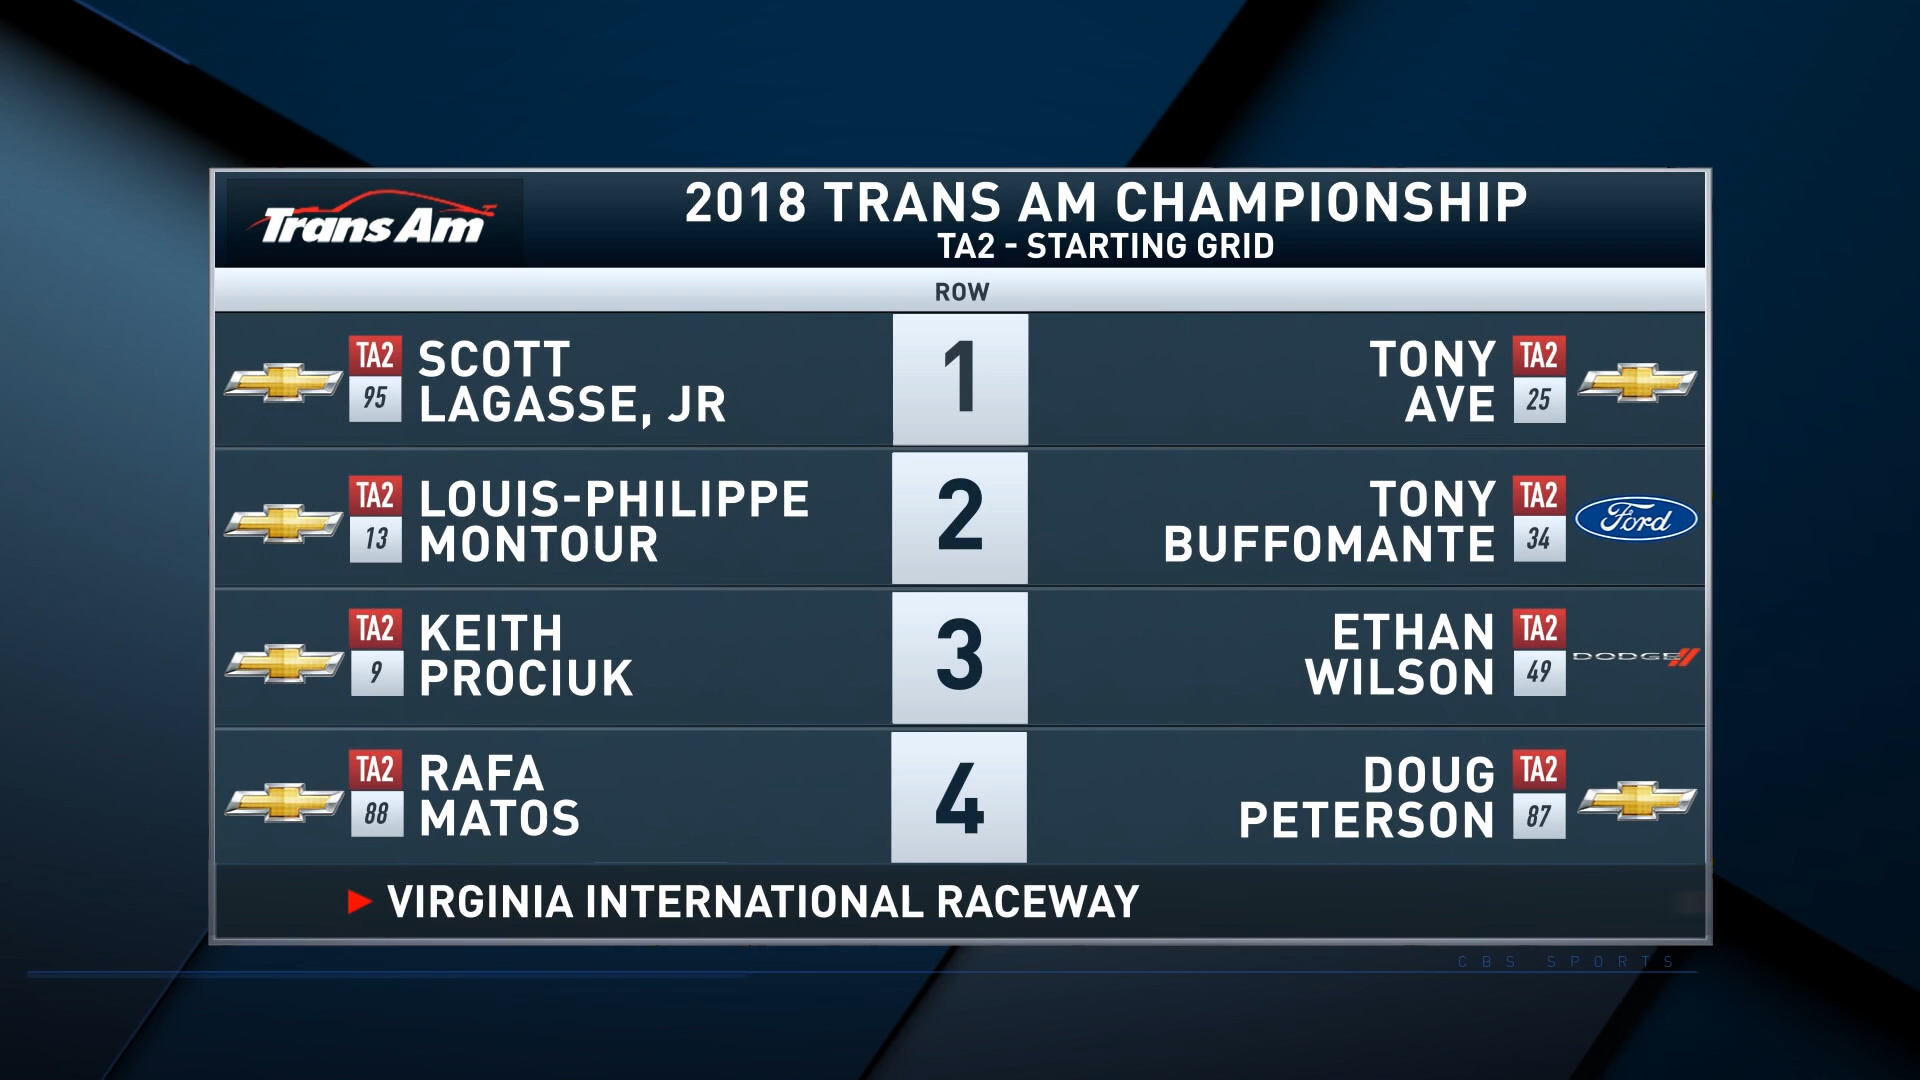 Trans Am
2018 TRANS AM CHAMPIONSHIP
TA2 - STARTING GRID
ROW
TA2
95
SCOTT
LAGASSE, JR
1
TONY
AVE
TA2
25
TA2
13
LOUIS-PHILIPPE
MONTOUR
2
TONY
BUFFOMANTE
TA2
34
Ford
TA2
9
KEITH
PROCIUK
3
ETHAN
WILSON
TA2
49
DODGE
TA2
88
RAFA
MATOS
4
DOUG
PETERSON
TA2
87
VIRGINIA INTERNATIONAL RACEWAY
CBS SPORTS